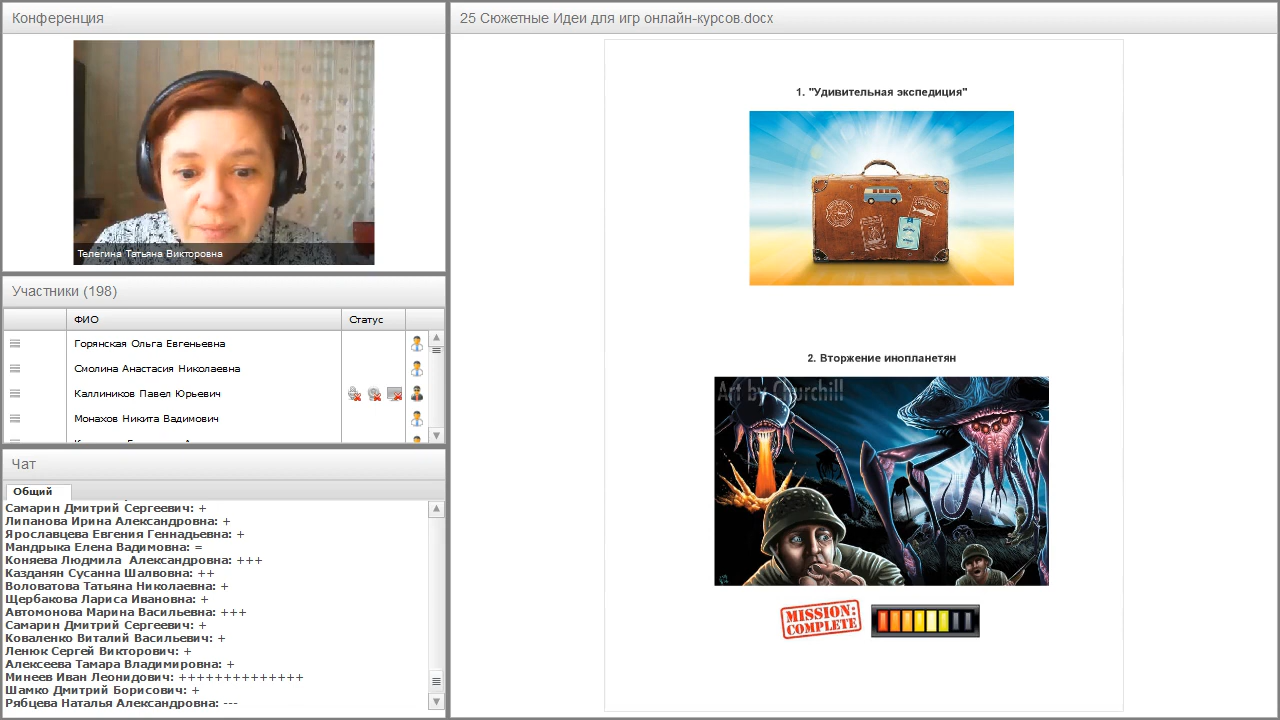 Конференция
Телегина Татьяна Викторовна
Участники (198)
ФИО
Статус
Горянская Ольга Евгеньевна
Смолина Анастасия Николаевна
Каллиников Павел Юрьевич
Монахов Никита Вадимович
Чат
Общий
Самарин Дмитрий Сергеевич: +
Липанова Ирина Александровна: +
Ярославцева Евгения Геннадьевна: +
Мандрыка Елена Вадимовна: =
Коняева Людмила Александровна: +++
Казданян Сусанна Шалвовна: ++
Воловатова Татьяна Николаевна: +
Щербакова Лариса Ивановна: +
Автомонова Марина Васильевна: +++
Самарин Дмитрий Сергеевич: +
Коваленко Виталий Васильевич: +
Ленюк Сергей Викторович: +
Алексеева Тамара Владимировна: +
Минеев Иван Леонидович: ++++++++++++++
Шамко Дмитрий Борисович: +
Рябцева Наталья Александровна: ---
25 Сюжетные Идеи для игр онлайн-курсов.docx
1. "Удивительная экспедиция"
2. Вторжение инопланетян
Art by Churchill
MISSION:
COMPLETE